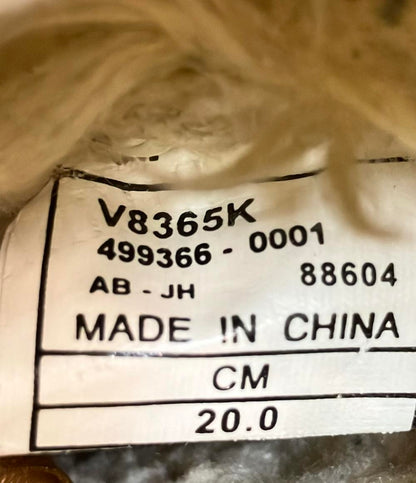 V8365K
499366 - 0001
AB - JH 88604
MADE IN CHINA
CM
20.0